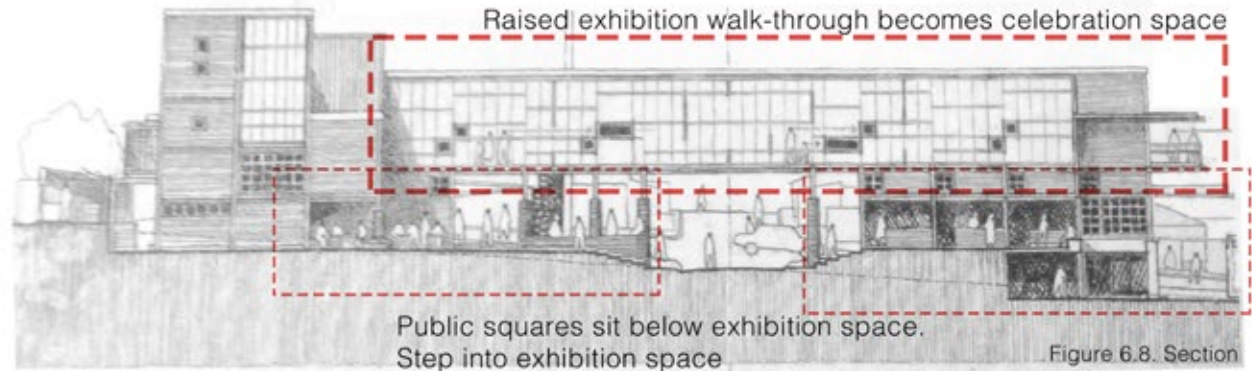 Raised exhibition walk-through becomes celebration space
Public squares sit below exhibition space.
Step into exhibition space
Figure 6.8. Section